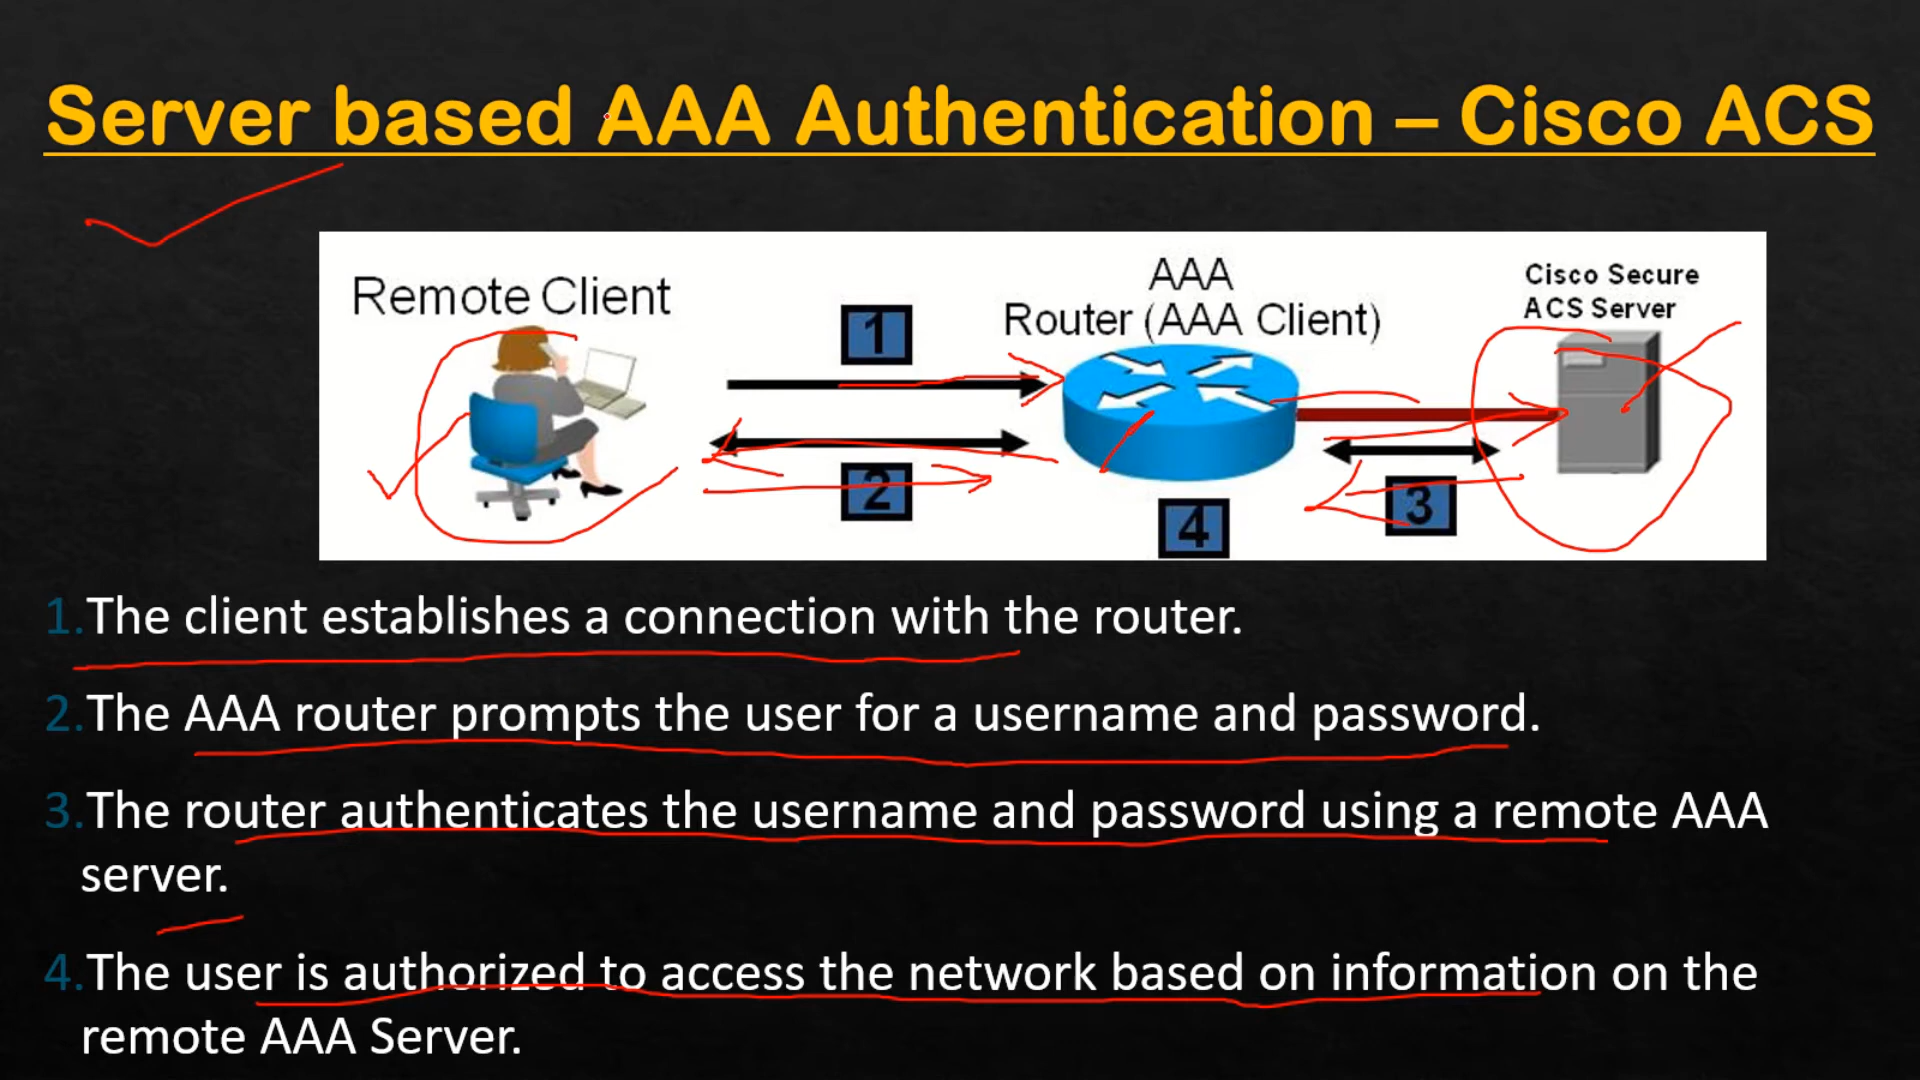 Server based AAA Authentication – Cisco ACS
Remote Client
1
AAA
Router (AAA Client)
Cisco Secure
ACS Server
2
3
4
1.The client establishes a connection with the router.
2.The AAA router prompts the user for a username and password.
3.The router authenticates the username and password using a remote AAA
server.
4.The user is authorized to access the network based on information on the
remote AAA Server.